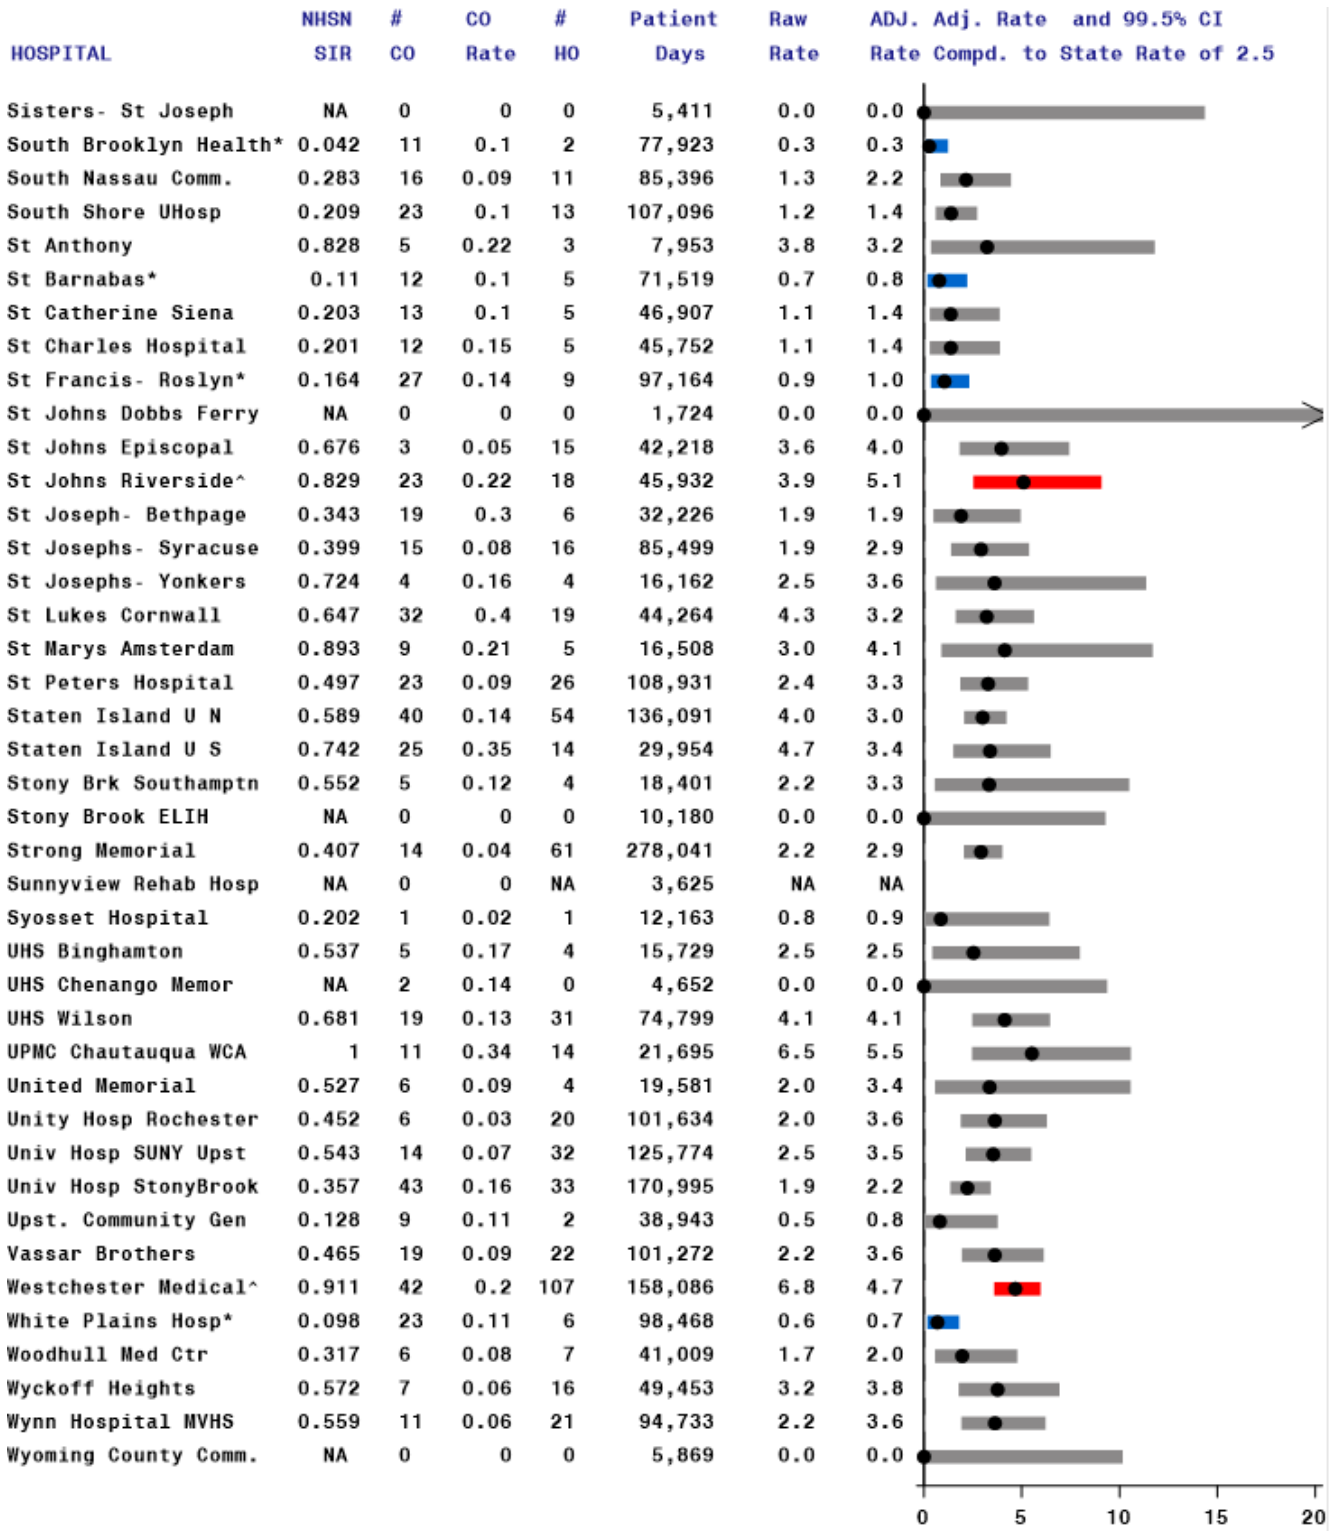 NHSN # CO # Patient Raw ADJ. Adj. Rate and 99.5% CI
HOSPITAL SIR CO Rate HO Days Rate Rate Compd. to State Rate of 2.5
Sisters- St Joseph NA 0 0 0 5,411 0.0 0.0
South Brooklyn Health* 0.042 11 0.1 2 77,923 0.3 0.3
South Nassau Comm. 0.283 16 0.09 11 85,396 1.3 2.2
South Shore UHosp 0.209 23 0.1 13 107,096 1.2 1.4
St Anthony 0.828 5 0.22 3 7,953 3.8 3.2
St Barnabas* 0.11 12 0.1 5 71,519 0.7 0.8
St Catherine Siena 0.203 13 0.1 5 46,907 1.1 1.4
St Charles Hospital 0.201 12 0.15 5 45,752 1.1 1.4
St Francis- Roslyn* 0.164 27 0.14 9 97,164 0.9 1.0
St Johns Dobbs Ferry NA 0 0 0 1,724 0.0 0.0
St Johns Episcopal 0.676 3 0.05 15 42,218 3.6 4.0
St Johns Riverside^ 0.829 23 0.22 18 45,932 3.9 5.1
St Joseph- Bethpage 0.343 19 0.3 6 32,226 1.9 1.9
St Josephs- Syracuse 0.399 15 0.08 16 85,499 1.9 2.9
St Josephs- Yonkers 0.724 4 0.16 4 16,162 2.5 3.6
St Lukes Cornwall 0.647 32 0.4 19 44,264 4.3 3.2
St Marys Amsterdam 0.893 9 0.21 5 16,508 3.0 4.1
St Peters Hospital 0.497 23 0.09 26 108,931 2.4 3.3
Staten Island U N 0.589 40 0.14 54 136,091 4.0 3.0
Staten Island U S 0.742 25 0.35 14 29,954 4.7 3.4
Stony Brk Southamptn 0.552 5 0.12 4 18,401 2.2 3.3
Stony Brook ELIH NA 0 0 0 10,180 0.0 0.0
Strong Memorial 0.407 14 0.04 61 278,041 2.2 2.9
Sunnyview Rehab Hosp NA 0 0 NA 3,625 NA NA
Syosset Hospital 0.202 1 0.02 1 12,163 0.8 0.9
UHS Binghamton 0.537 5 0.17 4 15,729 2.5 2.5
UHS Chenango Memor NA 2 0.14 0 4,652 0.0 0.0
UHS Wilson 0.681 19 0.13 31 74,799 4.1 4.1
UPMC Chautauqua WCA 1 11 0.34 14 21,695 6.5 5.5
United Memorial 0.527 6 0.09 4 19,581 2.0 3.4
Unity Hosp Rochester 0.452 6 0.03 20 101,634 2.0 3.6
Univ Hosp SUNY Upst 0.543 14 0.07 32 125,774 2.5 3.5
Univ Hosp StonyBrook 0.357 43 0.16 33 170,995 1.9 2.2
Upst. Community Gen 0.128 9 0.11 2 38,943 0.5 0.8
Vassar Brothers 0.465 19 0.09 22 101,272 2.2 3.6
Westchester Medical^ 0.911 42 0.2 107 158,086 6.8 4.7
White Plains Hosp* 0.098 23 0.11 6 98,468 0.6 0.7
Woodhull Med Ctr 0.317 6 0.08 7 41,009 1.7 2.0
Wyckoff Heights 0.572 7 0.06 16 49,453 3.2 3.8
Wynn Hospital MVHS 0.559 11 0.06 21 94,733 2.2 3.6
Wyoming County Comm. NA 0 0 0 5,869 0.0 0.0
0 5 10 15 20